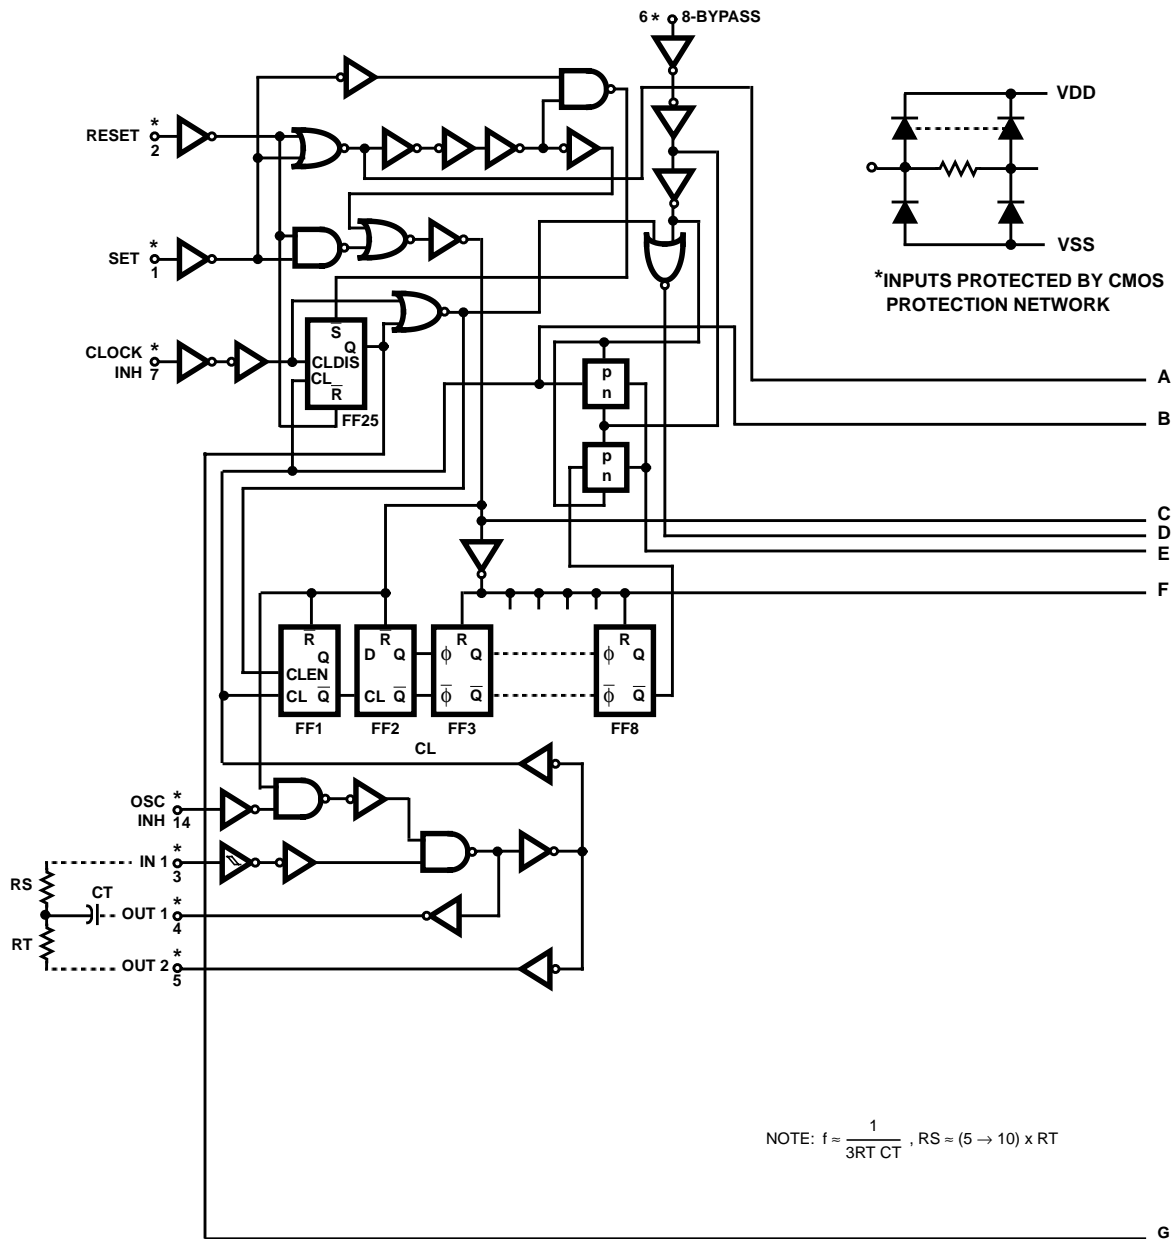 6 * 8-BYPASS
VDD
RESET * 2
SET * 1
VSS
*INPUTS PROTECTED BY CMOS
PROTECTION NETWORK
CLOCK * 
INH 7
S
Q
CLDIS
CL
R
FF25
p
n
p
n
A
B
C
D
E
F
R
Q
CLEN
CL Q
FF1
R
D Q
CL Q
FF2
R
ϕ Q
ϕ Q
FF3
R
ϕ Q
ϕ Q
FF8
CL
OSC *
INH 14
IN 1 * 3
RS
CT
OUT 1 * 4
RT
OUT 2 * 5
NOTE: f ≈ 1 / 3RT CT , RS ≈ (5 → 10) x RT
G